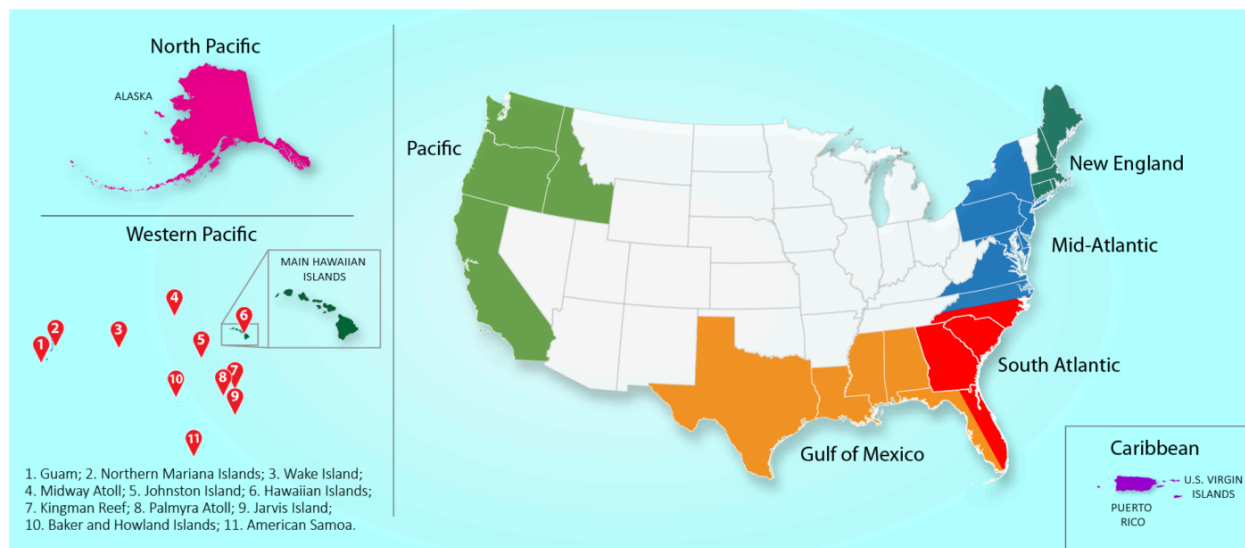 North Pacific
ALASKA
Western Pacific
MAIN HAWAIIAN
ISLANDS
4
6
2
3
1
5
7
8
10
9
11
1. Guam; 2. Northern Mariana Islands; 3. Wake Island;
4. Midway Atoll; 5. Johnston Island; 6. Hawaiian Islands;
7. Kingman Reef; 8. Palmyra Atoll; 9. Jarvis Island;
10. Baker and Howland Islands; 11. American Samoa.
Pacific
New England
Mid-Atlantic
South Atlantic
Gulf of Mexico
Caribbean
U.S. VIRGIN
ISLANDS
PUERTO
RICO